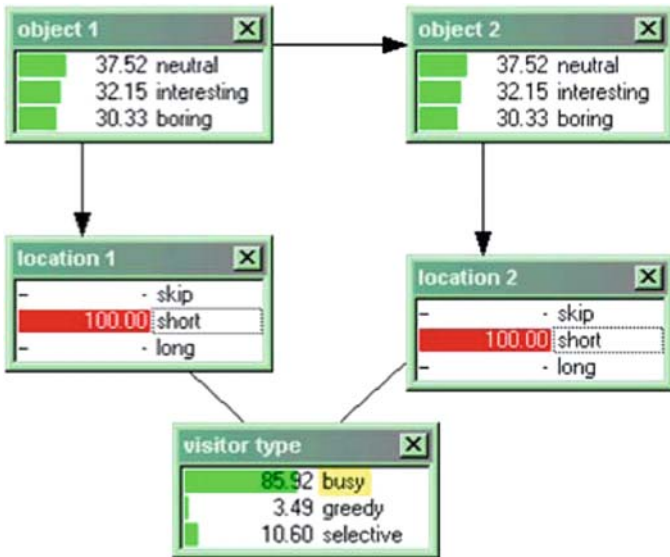 object 1
37.52 neutral
32.15 interesting
30.33 boring
object 2
37.52 neutral
32.15 interesting
30.33 boring
location 1
- - skip
100.00 short
- - long
location 2
- - skip
100.00 short
- - long
visitor type
85.92 busy
3.49 greedy
10.60 selective